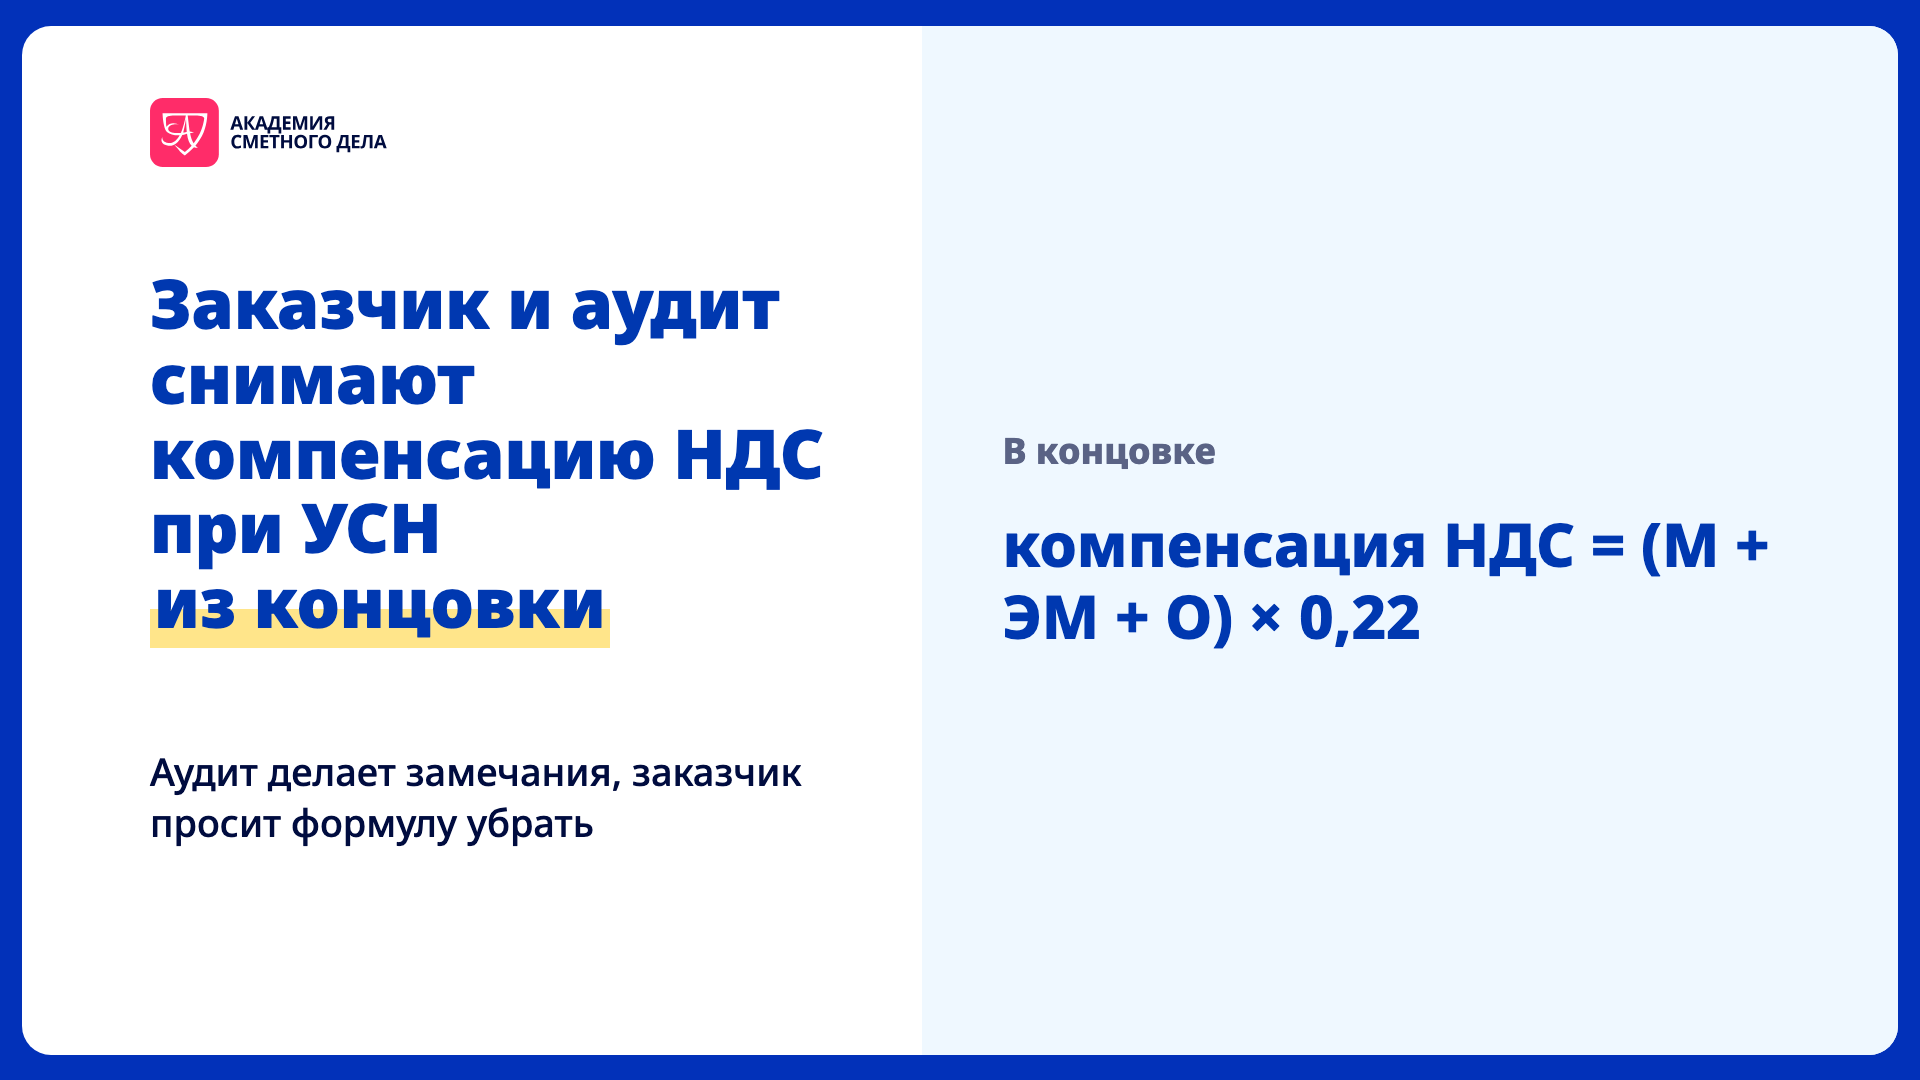 АКАДЕМИЯ
СМЕТНОГО ДЕЛА
Заказчик и аудит
снимают
компенсацию НДС
при УСН
из концовки
Аудит делает замечания, заказчик
просит формулу убрать
В концовке
компенсация НДС = (М +
ЭМ + О) × 0,22